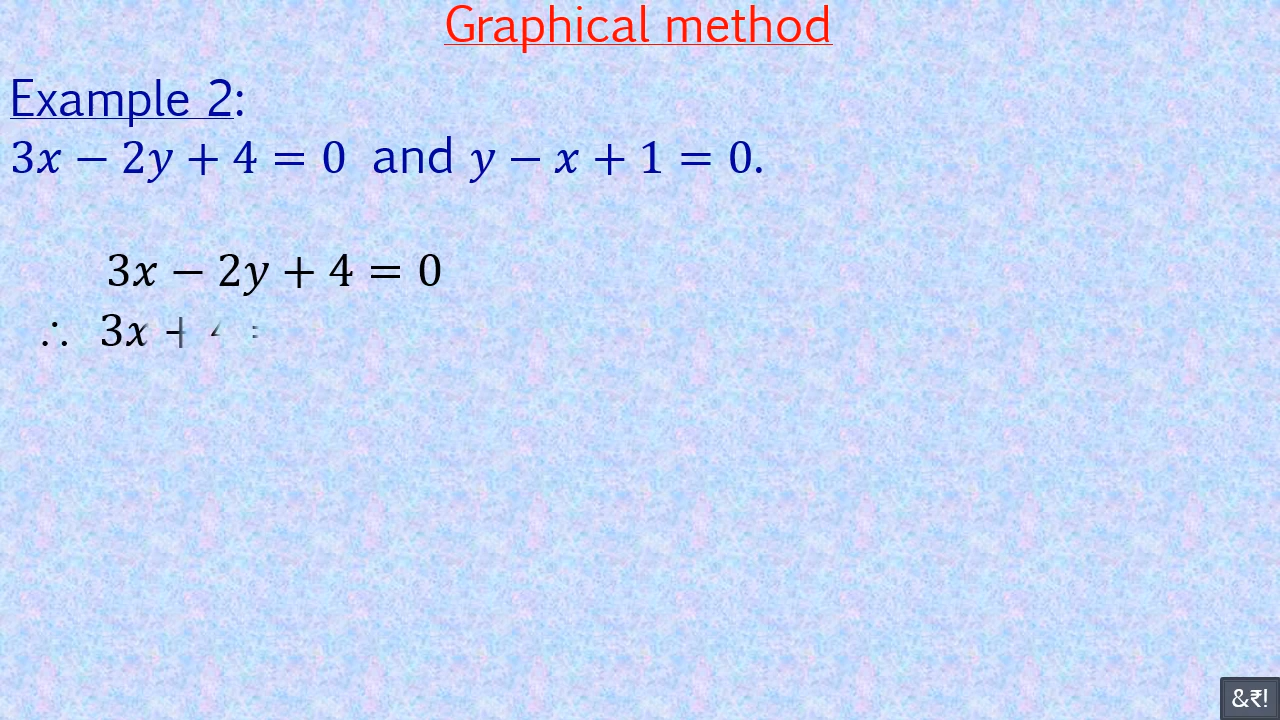 Graphical method
Example 2:
3x − 2y + 4 = 0 and y − x + 1 = 0.
3x − 2y + 4 = 0
∴ 3x +
&₹!